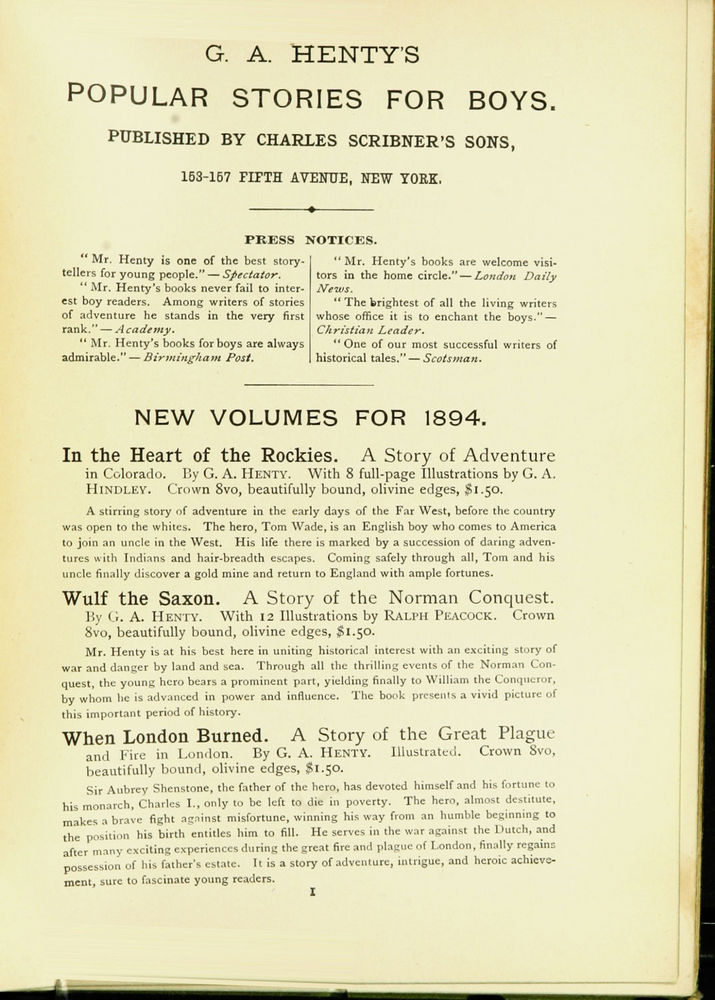 G. A. HENTY'S
POPULAR STORIES FOR BOYS.
PUBLISHED BY CHARLES SCRIBNER'S SONS,
153-157 FIFTH AVENUE, NEW YORK.
PRESS NOTICES.
"Mr. Henty is one of the best story-
tellers for young people." — Spectator.
"Mr. Henty's books never fail to inter-
est boy readers. Among writers of stories
of adventure he stands in the very first
rank." — Academy.
"Mr. Henty's books for boys are always
admirable." — Birmingham Post.
"Mr. Henty's books are welcome visi-
tors in the home circle." — London Daily
News.
"The brightest of all the living writers
whose office it is to enchant the boys." —
Christian Leader.
"One of our most successful writers of
historical tales." — Scotsman.
NEW VOLUMES FOR 1894.
In the Heart of the Rockies. A Story of Adventure
in Colorado. By G. A. HENTY. With 8 full-page Illustrations by G. A.
HINDLEY. Crown 8vo, beautifully bound, olivine edges, $1.50.
A stirring story of adventure in the early days of the Far West, before the country
was open to the whites. The hero, Tom Wade, is an English boy who comes to America
to join an uncle in the West. His life there is marked by a succession of daring adven-
tures with Indians and hair-breadth escapes. Coming safely through all, Tom and his
uncle finally discover a gold mine and return to England with ample fortunes.
Wulf the Saxon. A Story of the Norman Conquest.
By G. A. HENTY. With 12 Illustrations by RALPH PEACOCK. Crown
8vo, beautifully bound, olivine edges, $1.50.
Mr. Henty is at his best here in uniting historical interest with an exciting story of
war and danger by land and sea. Through all the thrilling events of the Norman Con-
quest, the young hero bears a prominent part, yielding finally to William the Conqueror,
by whom he is advanced in power and influence. The book presents a vivid picture of
this important period of history.
When London Burned. A Story of the Great Plague
and Fire in London. By G. A. HENTY. Illustrated. Crown 8vo,
beautifully bound, olivine edges, $1.50.
Sir Aubrey Shenstone, the father of the hero, has devoted himself and his fortune to
his monarch, Charles I., only to be left to die in poverty. The hero, almost destitute,
makes a brave fight against misfortune, winning his way from an humble beginning to
the position his birth entitles him to fill. He serves in the war against the Dutch, and
after many exciting experiences during the great fire and plague of London, finally regains
possession of his father's estate. It is a story of adventure, intrigue, and heroic achieve-
ment, sure to fascinate young readers.
1